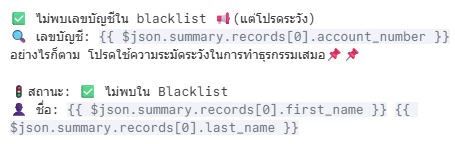 ✅ ไม่พบเลขบัญชีใน blacklist 📢(แต่โปรดระวัง)
🔍 เลขบัญชี: {{ $json.summary.records[0].account_number }}
อย่างไรก็ตาม โปรดใช้ความระมัดระวังในการทำธุรกรรมเสมอ📌📌
🚦สถานะ: ✅ ไม่พบใน Blacklist
👤 ชื่อ: {{ $json.summary.records[0].first_name }} {{
$json.summary.records[0].last_name }}